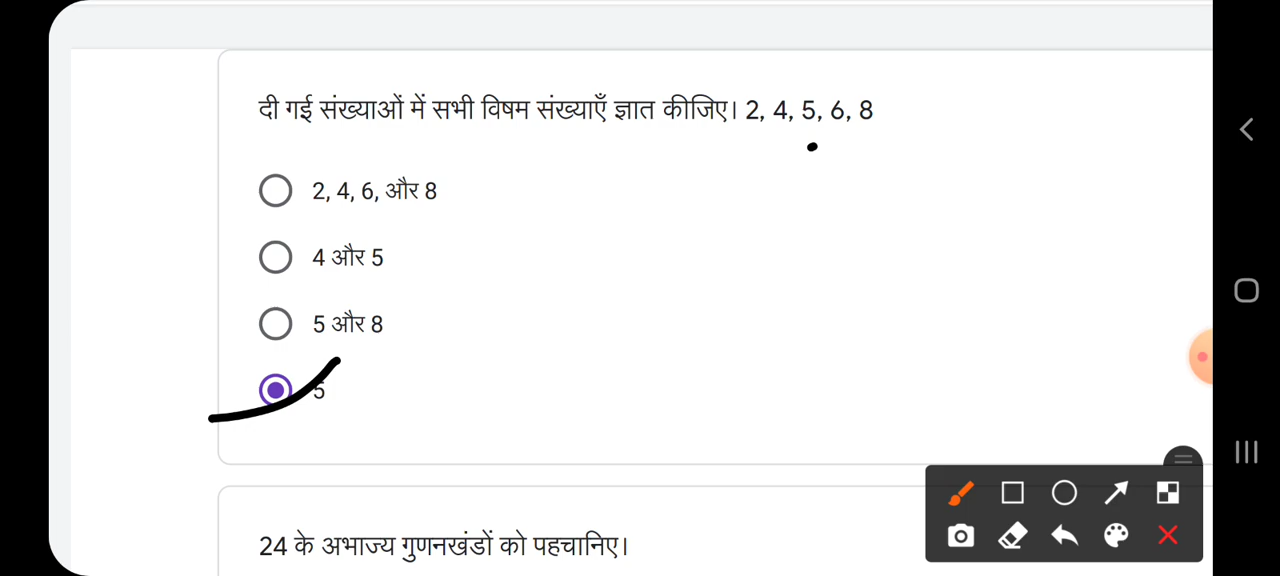 दी गई संख्याओं में सभी विषम संख्याएँ ज्ञात कीजिए। 2, 4, 5, 6, 8
2, 4, 6, और 8
4 और 5
5 और 8
5
24 के अभाज्य गुणनखंडों को पहचानिए।